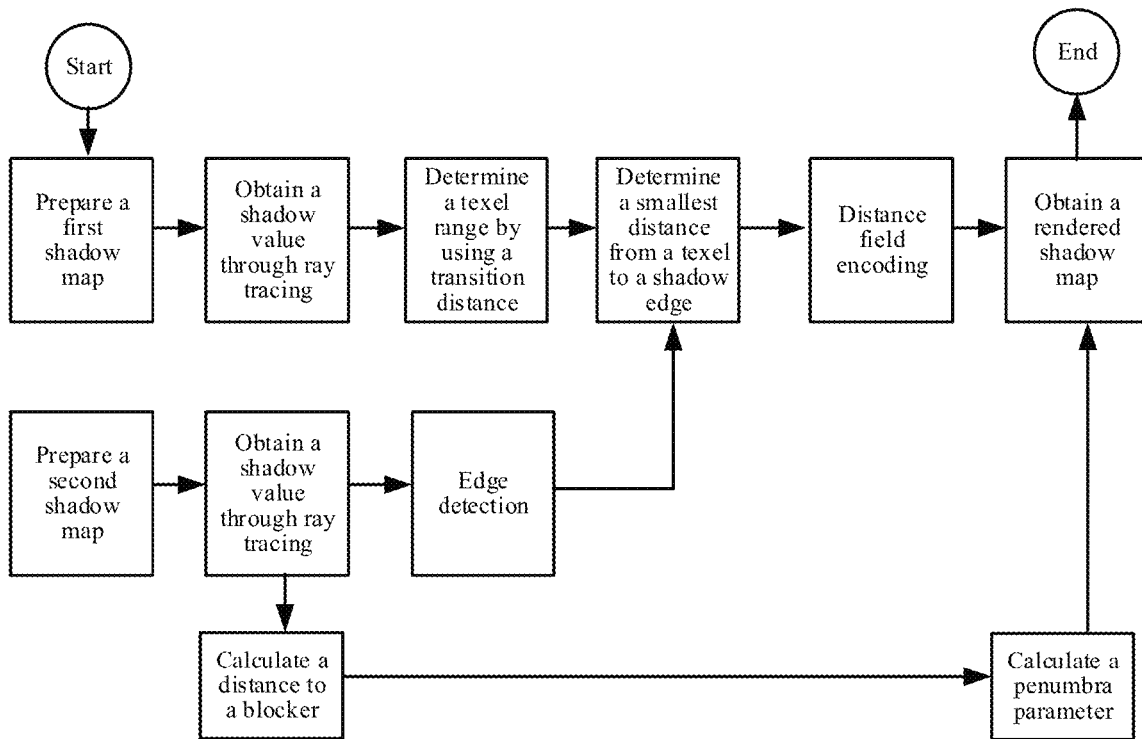 Start
End
Prepare a
first
shadow
map
Obtain a
shadow
value
through ray
tracing
Determine
a texel
range by
using a
transition
distance
Determine
a smallest
distance
from a texel
to a shadow
edge
Distance
field
encoding
Obtain a
rendered
shadow
map
Prepare a
second
shadow
map
Obtain a
shadow
value
through ray
tracing
Edge
detection
Calculate a
distance to
a blocker
Calculate a
penumbra
parameter